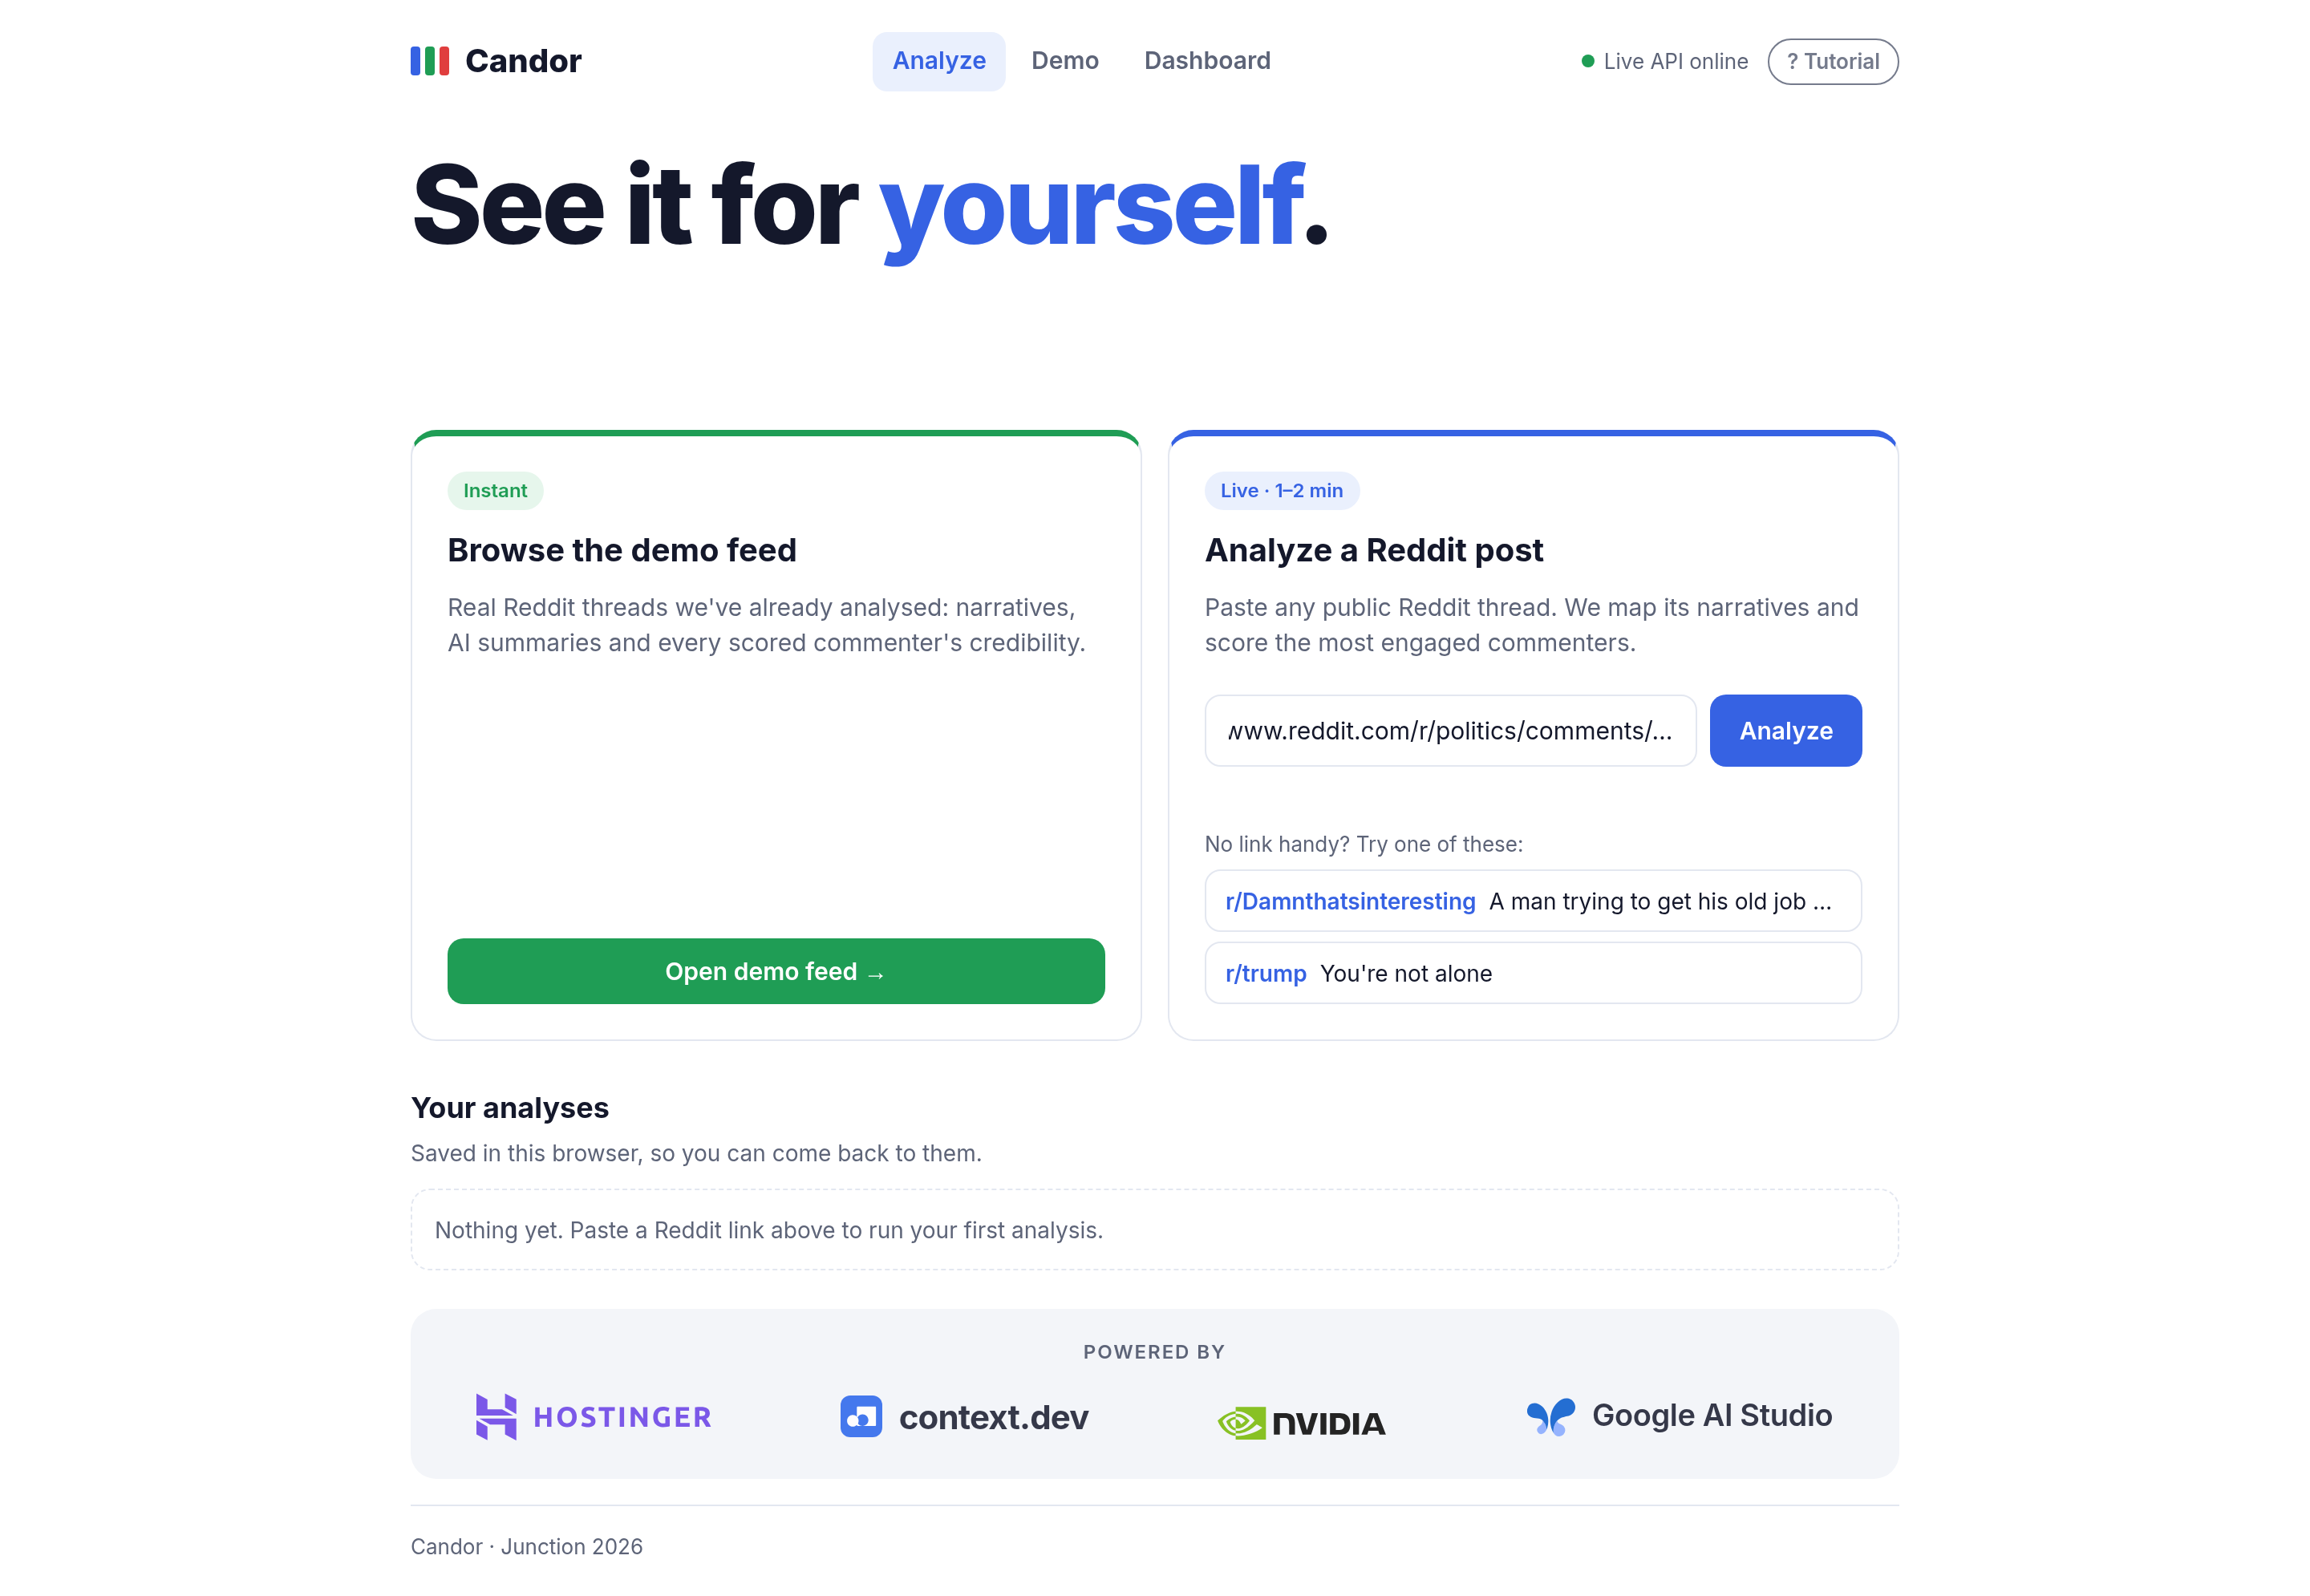 Candor
Analyze
Demo
Dashboard
Live API online
? Tutorial
See it for yourself.
Instant
Browse the demo feed
Real Reddit threads we've already analysed: narratives,
AI summaries and every scored commenter's credibility.
Open demo feed →
Live · 1–2 min
Analyze a Reddit post
Paste any public Reddit thread. We map its narratives and
score the most engaged commenters.
www.reddit.com/r/politics/comments/...
Analyze
No link handy? Try one of these:
r/Damnthatsinteresting A man trying to get his old job ...
r/trump You're not alone
Your analyses
Saved in this browser, so you can come back to them.
Nothing yet. Paste a Reddit link above to run your first analysis.
POWERED BY
HOSTINGER
context.dev
NVIDIA
Google AI Studio
Candor · Junction 2026